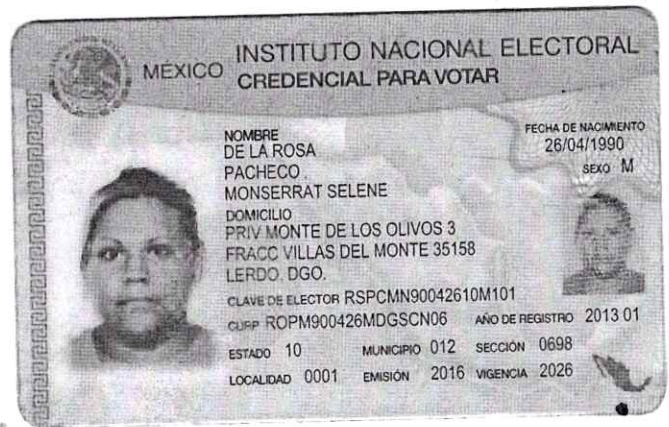 MÉXICO
INSTITUTO NACIONAL ELECTORAL
CREDENCIAL PARA VOTAR
NOMBRE
DE LA ROSA
PACHECO
MONSERRAT SELENE
FECHA DE NACIMIENTO
26/04/1990
SEXO M
DOMICILIO
PRIV MONTE DE LOS OLIVOS 3
FRACC VILLAS DEL MONTE 35158
LERDO, DGO.
CLAVE DE ELECTOR RSPCMN90042610M101
CURP ROPM900426MDGSCN06 AÑO DE REGISTRO 2013 01
ESTADO 10 MUNICIPIO 012 SECCIÓN 0698
LOCALIDAD 0001 EMISIÓN 2016 VIGENCIA 2026